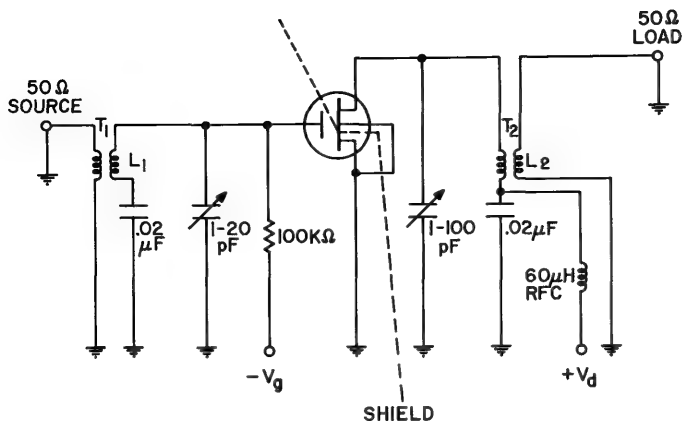 50Ω
LOAD
50Ω
SOURCE
T1
L1
.02
μF
1-20
pF
100KΩ
-Vg
1-100
pF
T2
L2
.02μF
60μH
RFC
+Vd
SHIELD